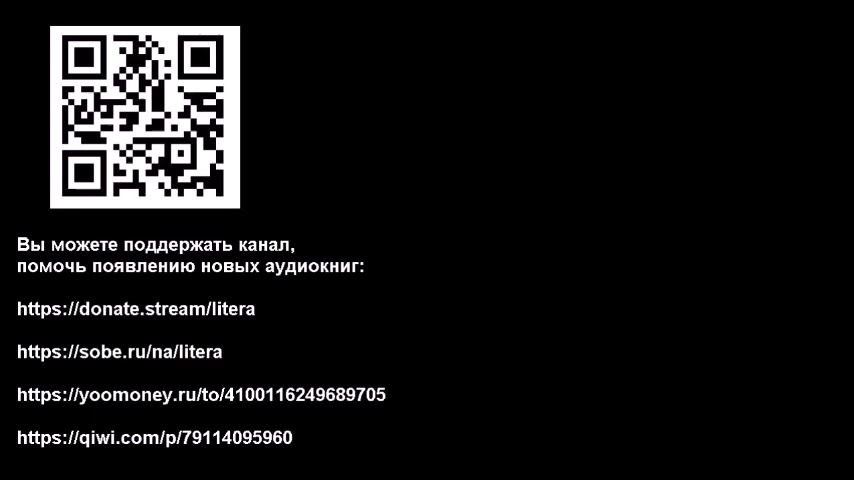 Вы можете поддержать канал,
помочь появлению новых аудиокниг:
https://donate.stream/litera
https://sobe.ru/na/litera
https://yoomoney.ru/to/4100116249689705
https://qiwi.com/p/79114095960